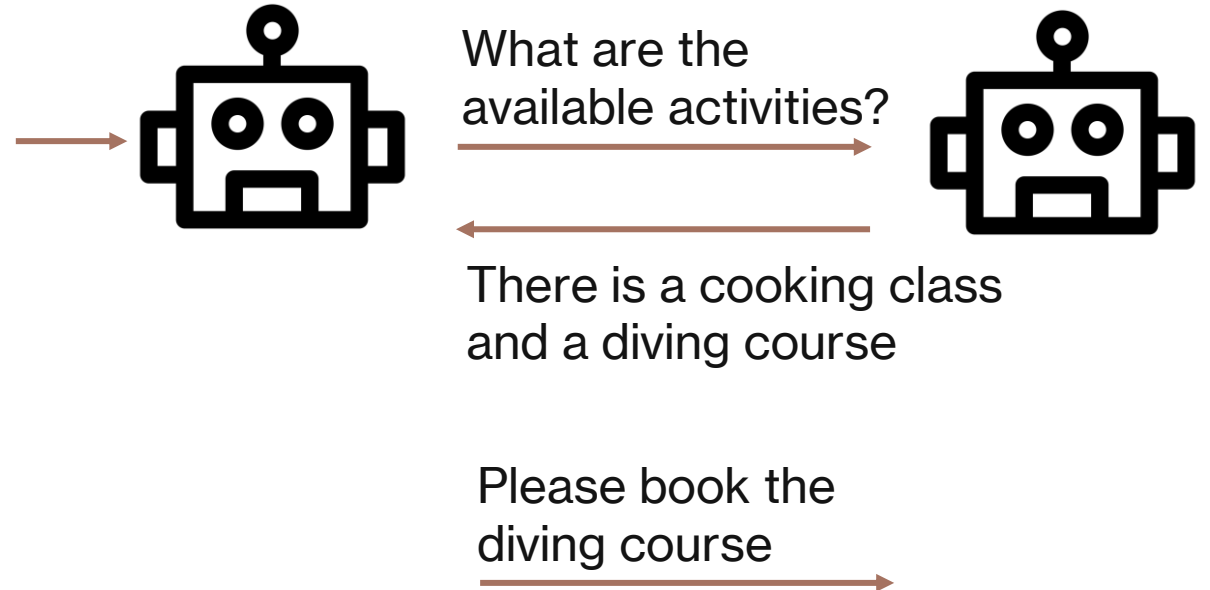 What are the
available activities?
There is a cooking class
and a diving course
Please book the
diving course